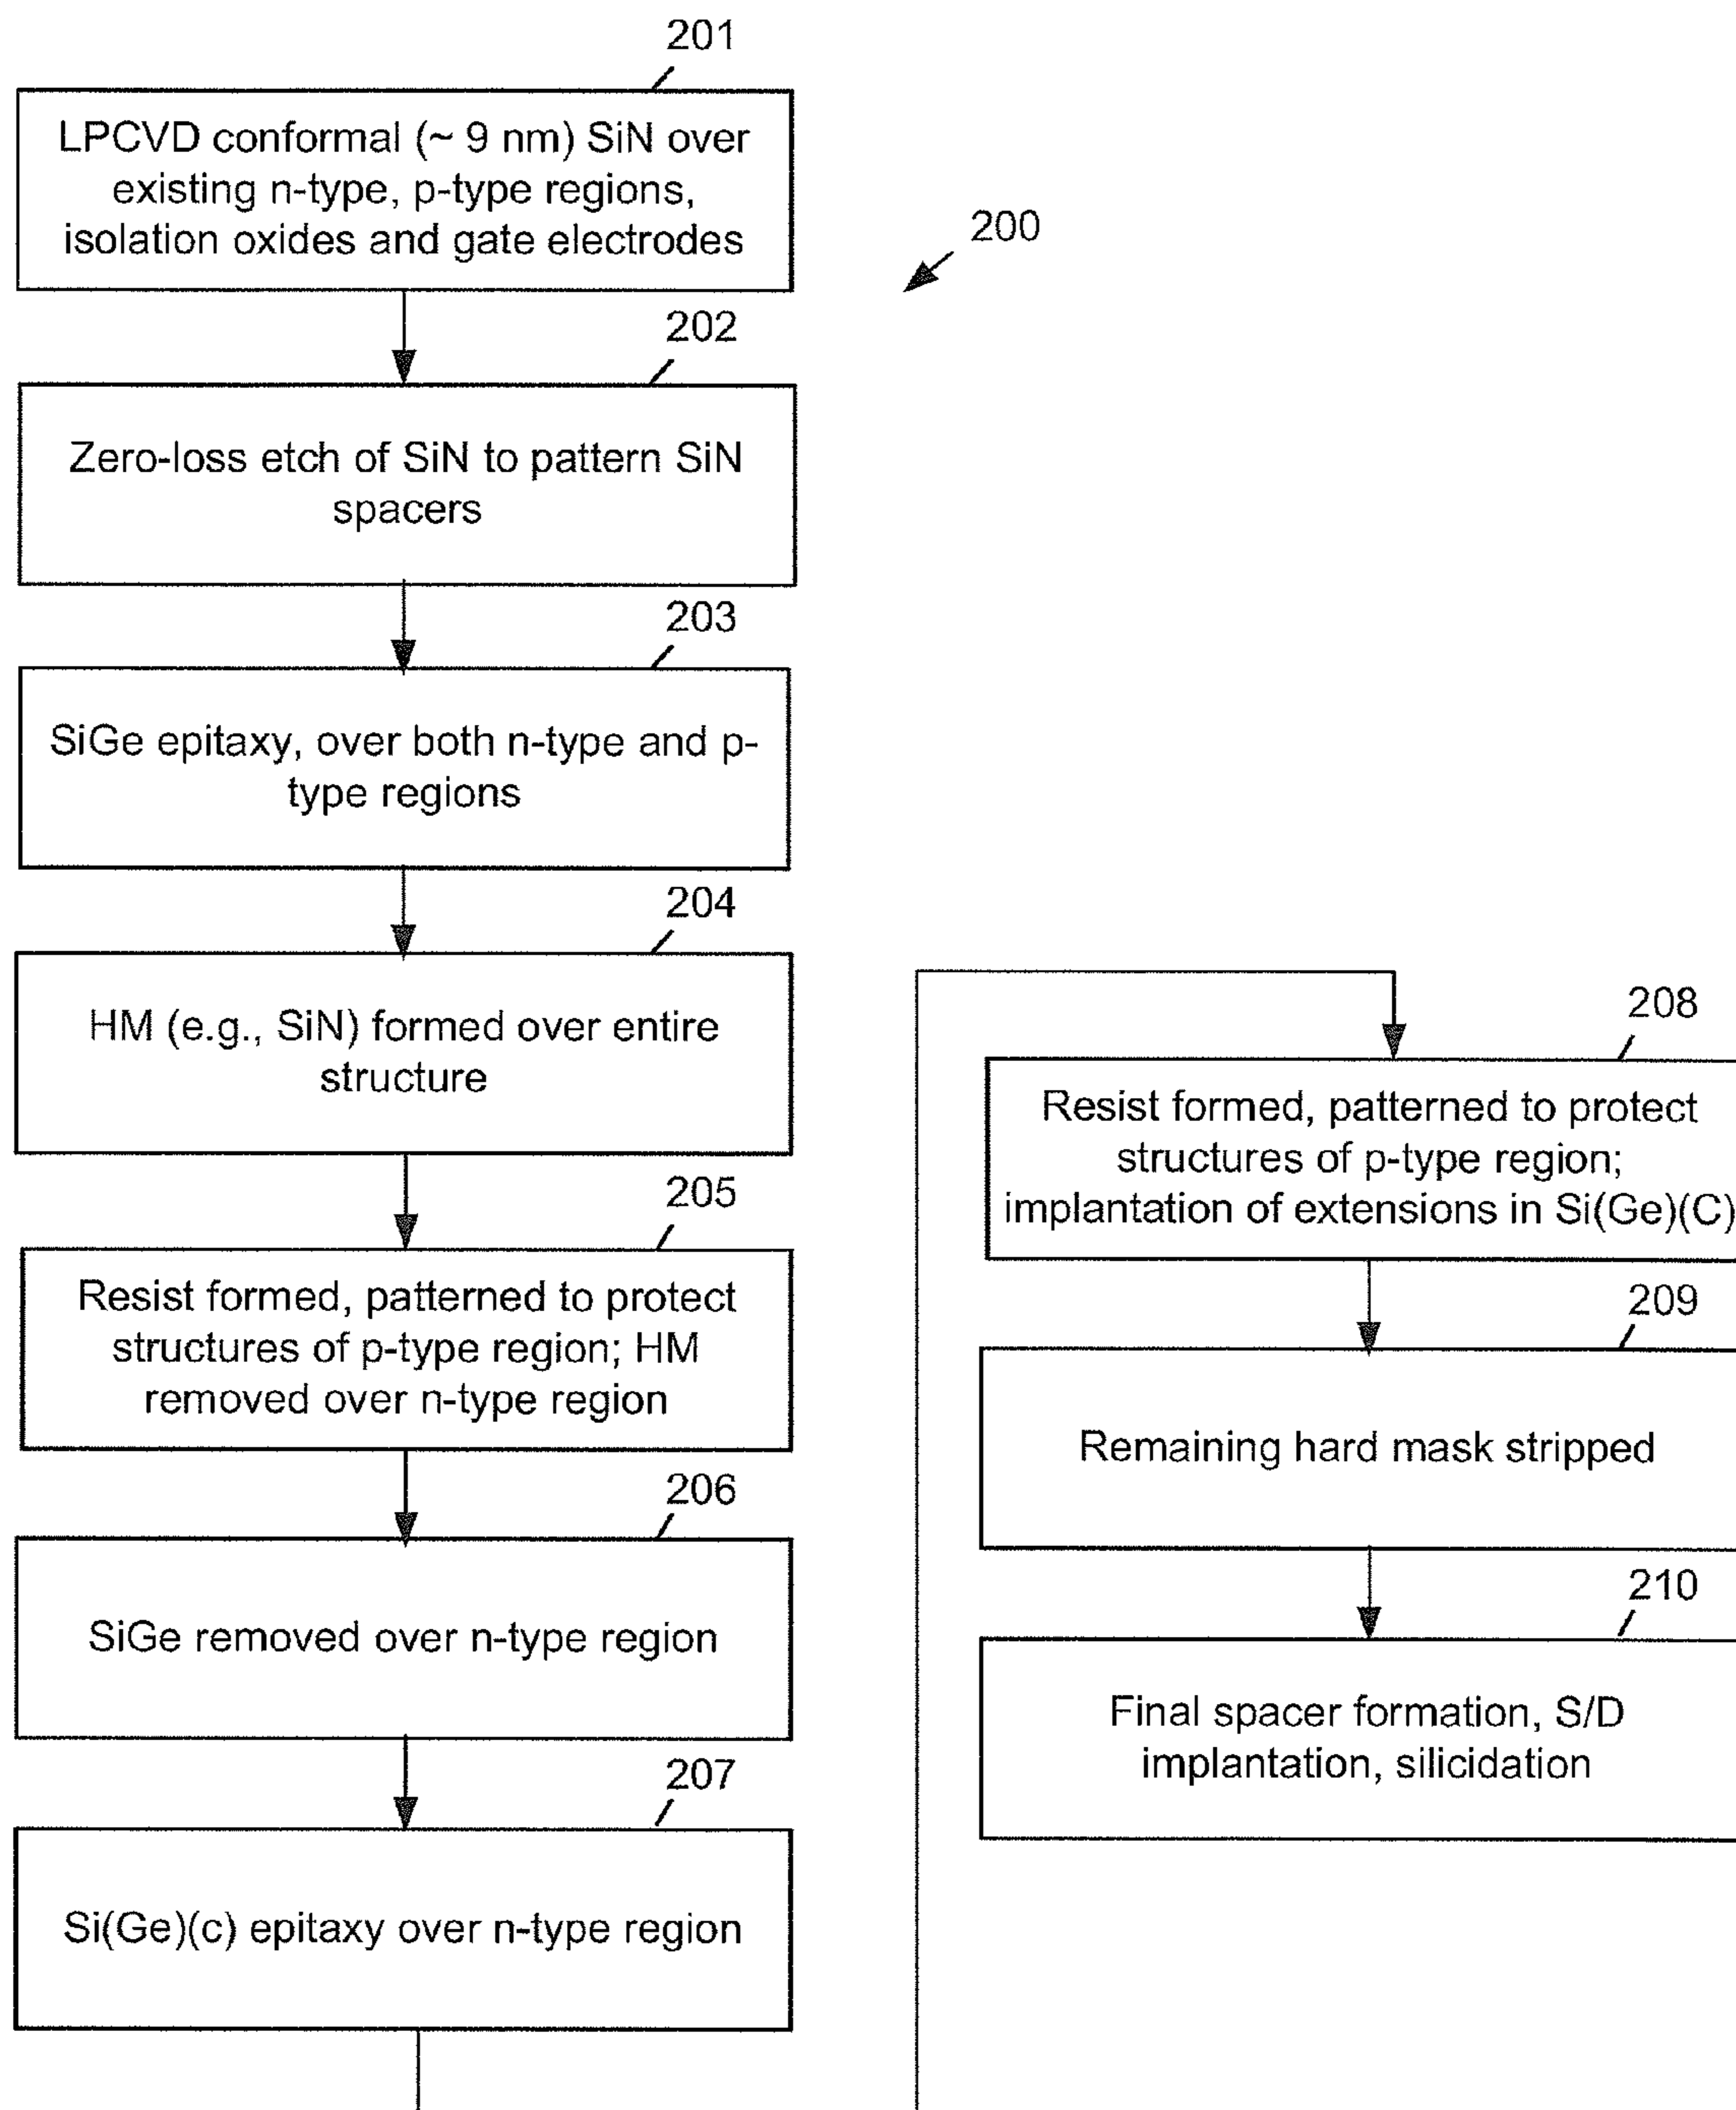 201
LPCVD conformal (~ 9 nm) SiN over
existing n-type, p-type regions,
isolation oxides and gate electrodes
200
202
Zero-loss etch of SiN to pattern SiN
spacers
203
SiGe epitaxy, over both n-type and p-
type regions
204
HM (e.g., SiN) formed over entire
structure
205
Resist formed, patterned to protect
structures of p-type region; HM
removed over n-type region
206
SiGe removed over n-type region
207
Si(Ge)(c) epitaxy over n-type region
208
Resist formed, patterned to protect
structures of p-type region;
implantation of extensions in Si(Ge)(C)
209
Remaining hard mask stripped
210
Final spacer formation, S/D
implantation, silicidation